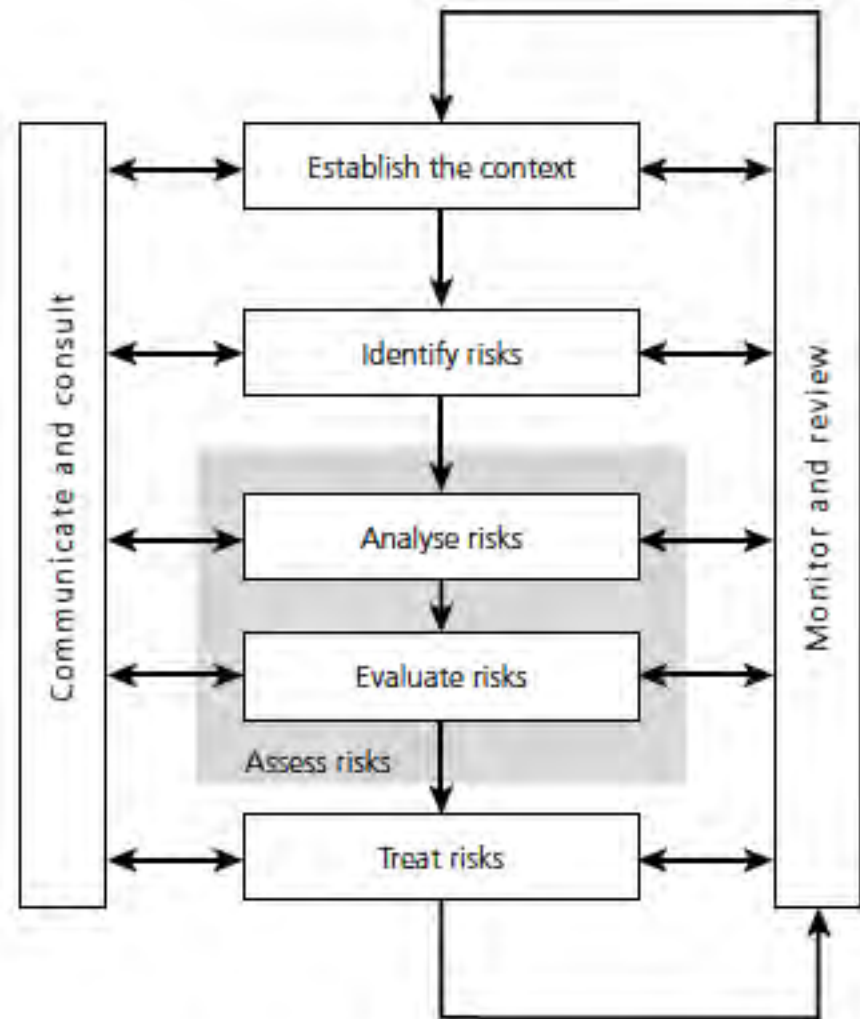 Establish the context
Communicate and consult
Identify risks
Monitor and review
Analyse risks
Evaluate risks
Assess risks
Treat risks